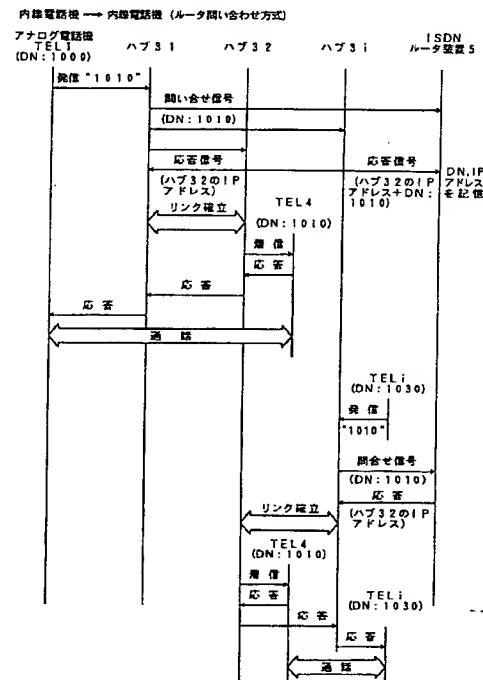 内線電話機 → 内線電話機 (ルータ問い合わせ方式)
アナログ電話機
TEL1
(DN:1000)
ハブ31
ハブ32
ハブ3i
ISDN
ルータ装置5
発信"1010"
問い合せ信号
(DN:1010)
応答信号
(ハブ32のIP
アドレス)
応答信号
(ハブ32のIP
アドレス+DN:
1010)
DN,IP
アドレス
を記憶
リンク確立
TEL4
(DN:1010)
着信
応答
応答
応答
通話
TELi
(DN:1030)
発信
"1010"
問合せ信号
(DN:1010)
応答
(ハブ32のIP
アドレス)
リンク確立
TEL4
(DN:1010)
着信
応答
TELi
(DN:1030)
応答
応答
通話